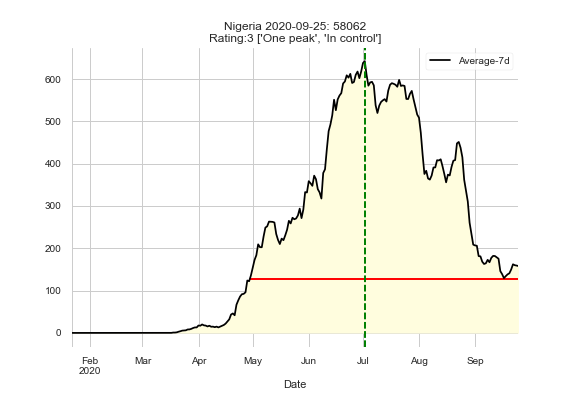 Nigeria 2020-09-25: 58062
Rating:3 ['One peak', 'In control']
Average-7d
600
500
400
300
200
100
0
Feb
2020
Mar
Apr
May
Jun
Jul
Aug
Sep
Date